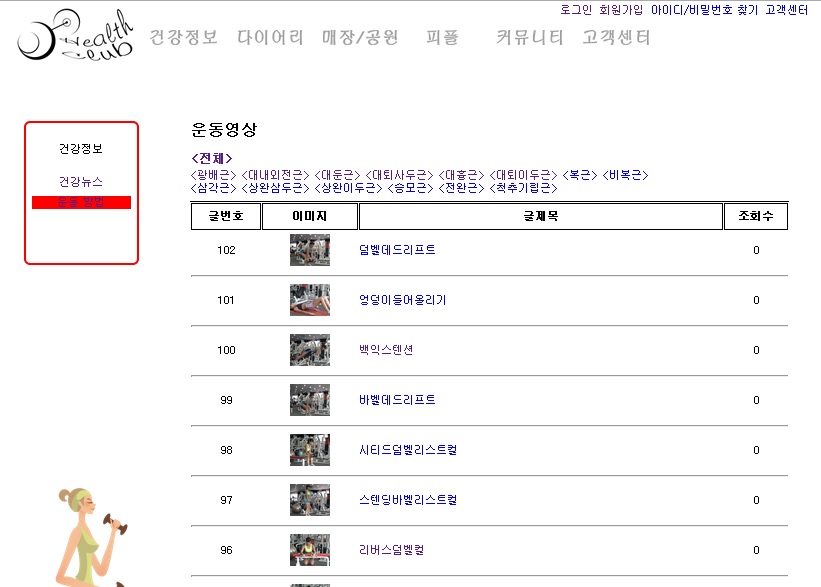 로그인 회원가입 아이디/비밀번호 찾기 고객센터
Health Club
건강정보 다이어리 매장/공원 피플 커뮤니티 고객센터
건강정보
건강뉴스
운동 방법
운동영상
<전체>
<광배근> <대내외전근> <대둔근> <대퇴사두근> <대흉근> <대퇴이두근> <복근> <비복근>
<삼각근> <상완삼두근> <상완이두근> <승모근> <전완근> <척추기립근>
글번호 이미지 글제목 조회수
102 덤벨데드리프트 0
101 엉덩이들어올리기 0
100 백익스텐션 0
99 바벨데드리프트 0
98 시티드덤벨리스트컬 0
97 스텐딩바벨리스트컬 0
96 리버스덤벨컬 0